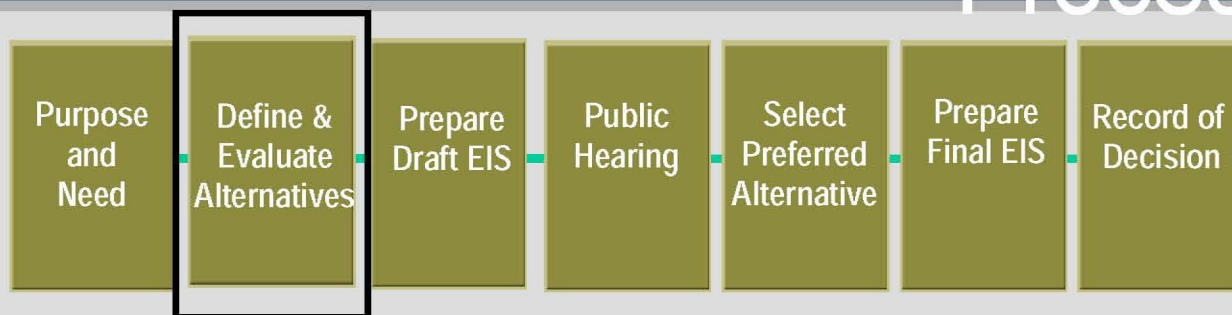 Purpose
and
Need
Define &
Evaluate
Alternatives
Prepare
Draft EIS
Public
Hearing
Select
Preferred
Alternative
Prepare
Final EIS
Record of
Decision